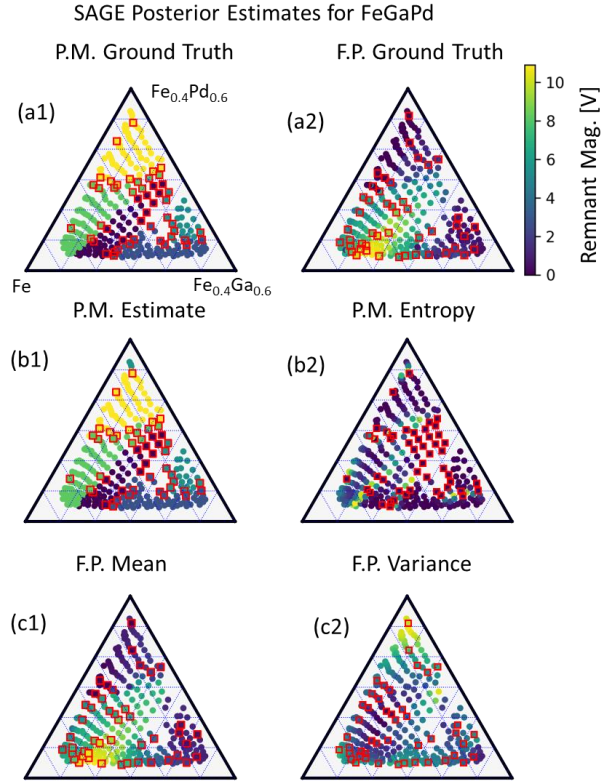 SAGE Posterior Estimates for FeGaPd
P.M. Ground Truth
F.P. Ground Truth
(a1)
Fe0.4Pd0.6
(a2)
10
8
6
4
2
0
Remnant Mag. [V]
Fe
Fe0.4Ga0.6
P.M. Estimate
P.M. Entropy
(b1)
(b2)
F.P. Mean
F.P. Variance
(c1)
(c2)